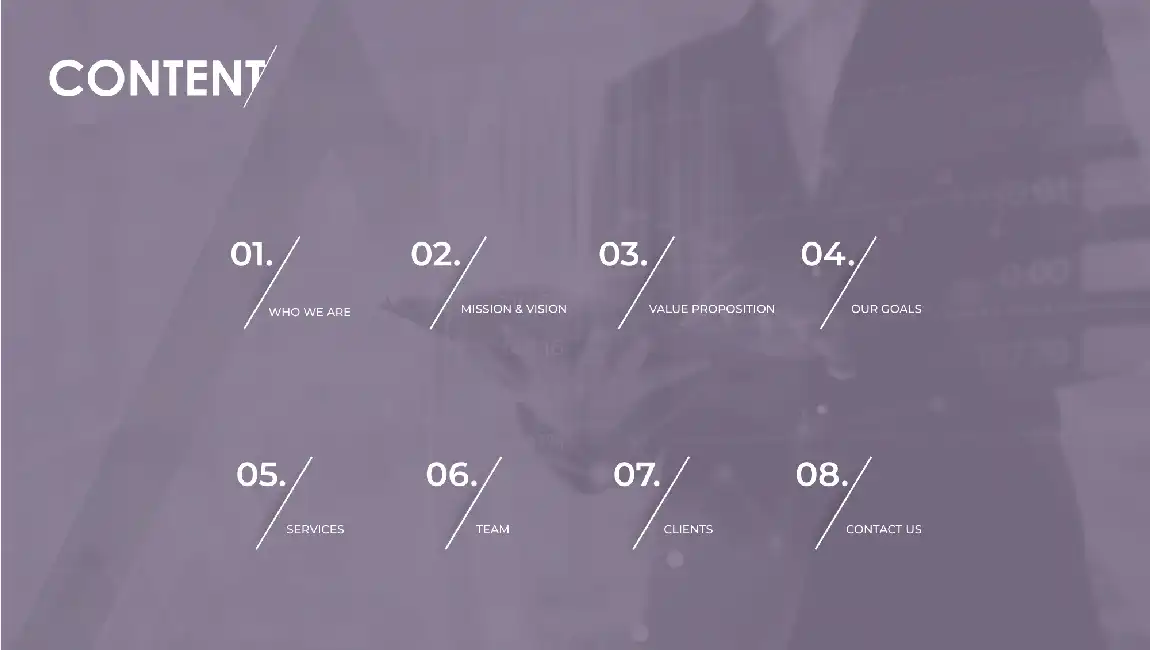 CONTENT
01.
WHO WE ARE
02.
MISSION & VISION
03.
VALUE PROPOSITION
04.
OUR GOALS
05.
SERVICES
06.
TEAM
07.
CLIENTS
08.
CONTACT US